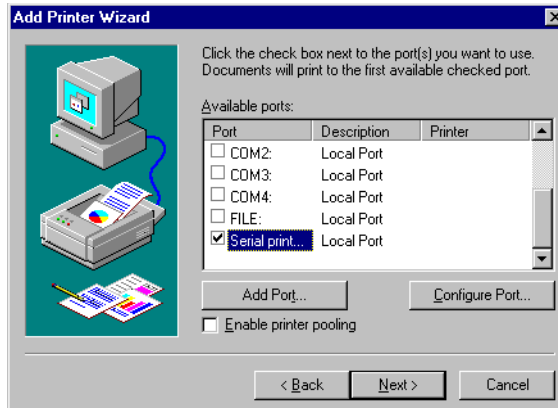 Add Printer Wizard
Click the check box next to the port(s) you want to use.
Documents will print to the first available checked port.
Available ports:
Port Description Printer
COM2: Local Port
COM3: Local Port
COM4: Local Port
FILE: Local Port
Serial print... Local Port
Add Port... Configure Port...
Enable printer pooling
< Back Next > Cancel